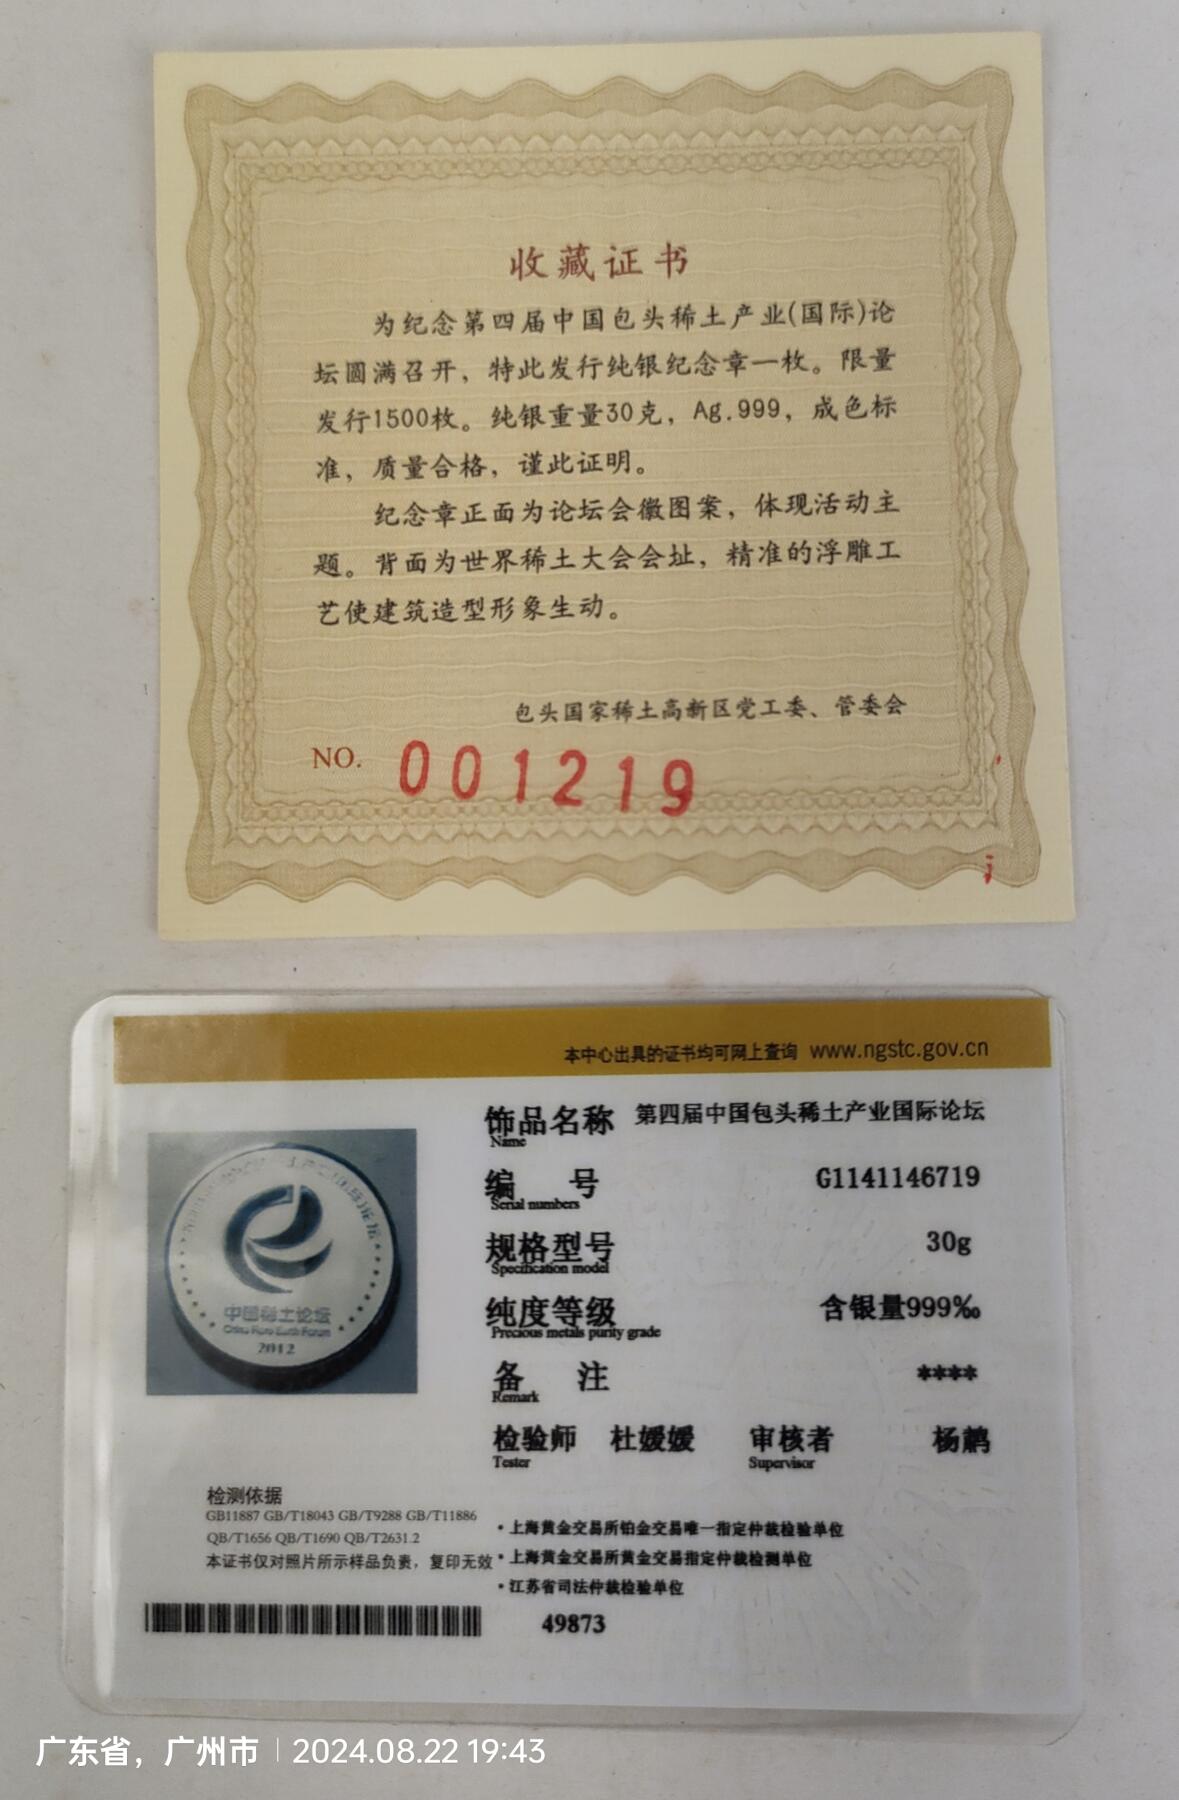 收藏证书
为纪念第四届中国包头稀土产业(国际)论
坛圆满召开，特此发行纯银纪念章一枚。限量
发行1500枚。纯银重量30克，Ag.999，成色标
准，质量合格，谨此证明。
纪念章正面为论坛会徽图案，体现活动主
题。背面为世界稀土大会会址，精准的浮雕工
艺使建筑造型形象生动。
包头国家稀土高新区党工委、管委会
NO. 001219
本中心出具的证书均可网上查询 www.ngstc.gov.cn
饰品名称 第四届中国包头稀土产业国际论坛
Name
编号 G1141146719
Serial numbers
规格型号 30g
Specification model
纯度等级 含银量999‰
Precious metals purity grade
备注 ****
Remark
检验师 杜媛媛 审核者 杨鹣
Tester Supervisor
中国稀土论坛
China Rare Earth Forum
2012
检测依据
GB11887 GB/T18043 GB/T9288 GB/T11886
QB/T1656 QB/T1690 QB/T2631.2
本证书仅对照片所示样品负责，复印无效
·上海黄金交易所铂金交易唯一指定仲裁检验单位
·上海黄金交易所黄金交易指定仲裁检测单位
·江苏省司法仲裁检验单位
49873
广东省，广州市 | 2024.08.22 19:43